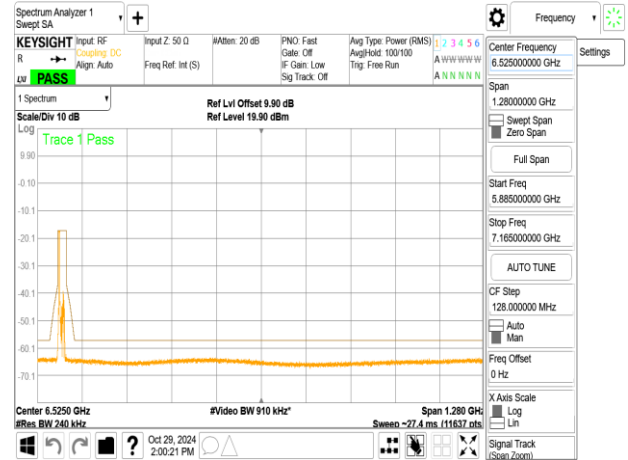 Spectrum Analyzer 1
Swept SA
Frequency
KEYSIGHT
R
LXI
PASS
Input: RF
Coupling: DC
Align: Auto
Input Z: 50 Ω
Freq Ref: Int (S)
#Atten: 20 dB
PNO: Fast
Gate: Off
IF Gain: Low
Sig Track: Off
Avg Type: Power (RMS)
Avg|Hold: 100/100
Trig: Free Run
1 2 3 4 5 6
A W W W W W
A N N N N N
Center Frequency
6.525000000 GHz
Settings
1 Spectrum
Scale/Div 10 dB
Ref Lvl Offset 9.90 dB
Ref Level 19.90 dBm
Span
1.28000000 GHz
Swept Span
Zero Span
Log
Trace 1 Pass
9.90
-0.10
-10.1
-20.1
-30.1
-40.1
-50.1
-60.1
-70.1
Full Span
Start Freq
5.885000000 GHz
Stop Freq
7.165000000 GHz
AUTO TUNE
CF Step
128.000000 MHz
Auto
Man
Freq Offset
0 Hz
X Axis Scale
Log
Lin
Signal Track
(Span Zoom)
Center 6.5250 GHz
#Res BW 240 kHz
#Video BW 910 kHz*
Span 1.280 GHz
Sweep ~27.4 ms (11637 pts
?
Oct 29, 2024
2:00:21 PM